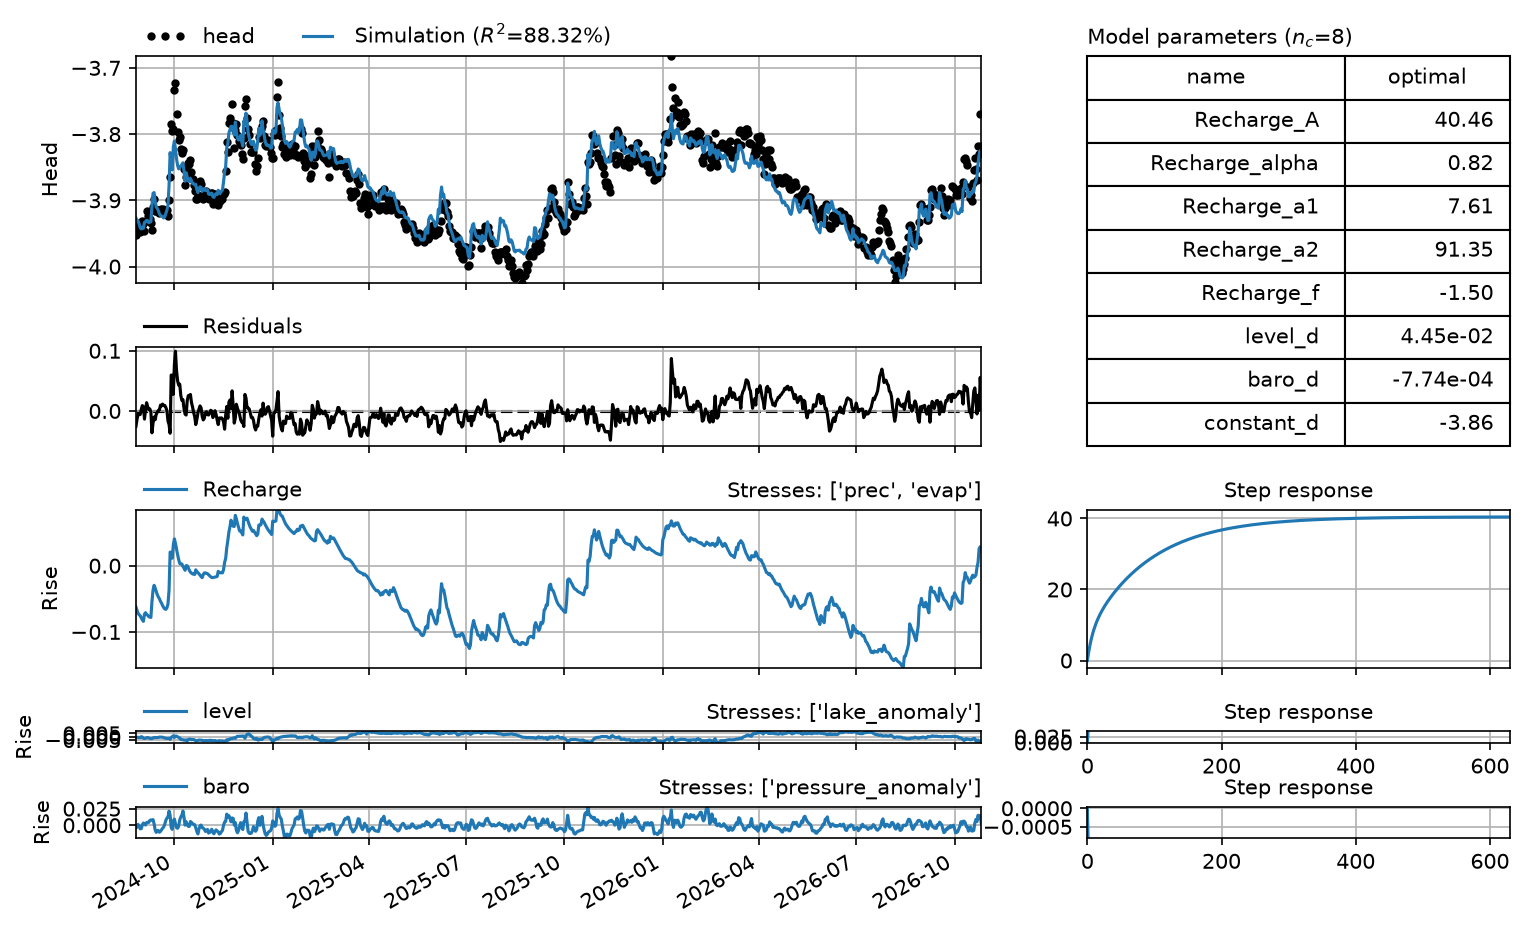 head
Simulation (R²=88.32%)
Model parameters (n_c=8)
−3.7
−3.8
−3.9
−4.0
Head
name optimal
Recharge_A 40.46
Recharge_alpha 0.82
Recharge_a1 7.61
Recharge_a2 91.35
Recharge_f -1.50
level_d 4.45e-02
baro_d -7.74e-04
constant_d -3.86
Residuals
0.1
0.0
Recharge
Stresses: ['prec', 'evap']
0.0
−0.1
Rise
Step response
40
20
0
level
Stresses: ['lake_anomaly']
Rise
Step response
0 200 400 600
baro
Stresses: ['pressure_anomaly']
0.025
0.000
Rise
Step response
0.0000
−0.0005
0 200 400 600
2024-10 2025-01 2025-04 2025-07 2025-10 2026-01 2026-04 2026-07 2026-10